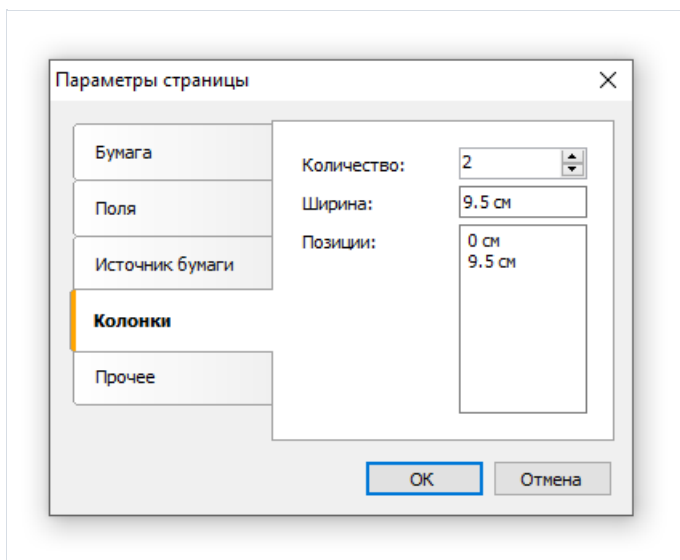 Параметры страницы
Бумага
Поля
Источник бумаги
Колонки
Прочее
Количество: 2
Ширина: 9.5 см
Позиции: 0 см
9.5 см
ОК Отмена